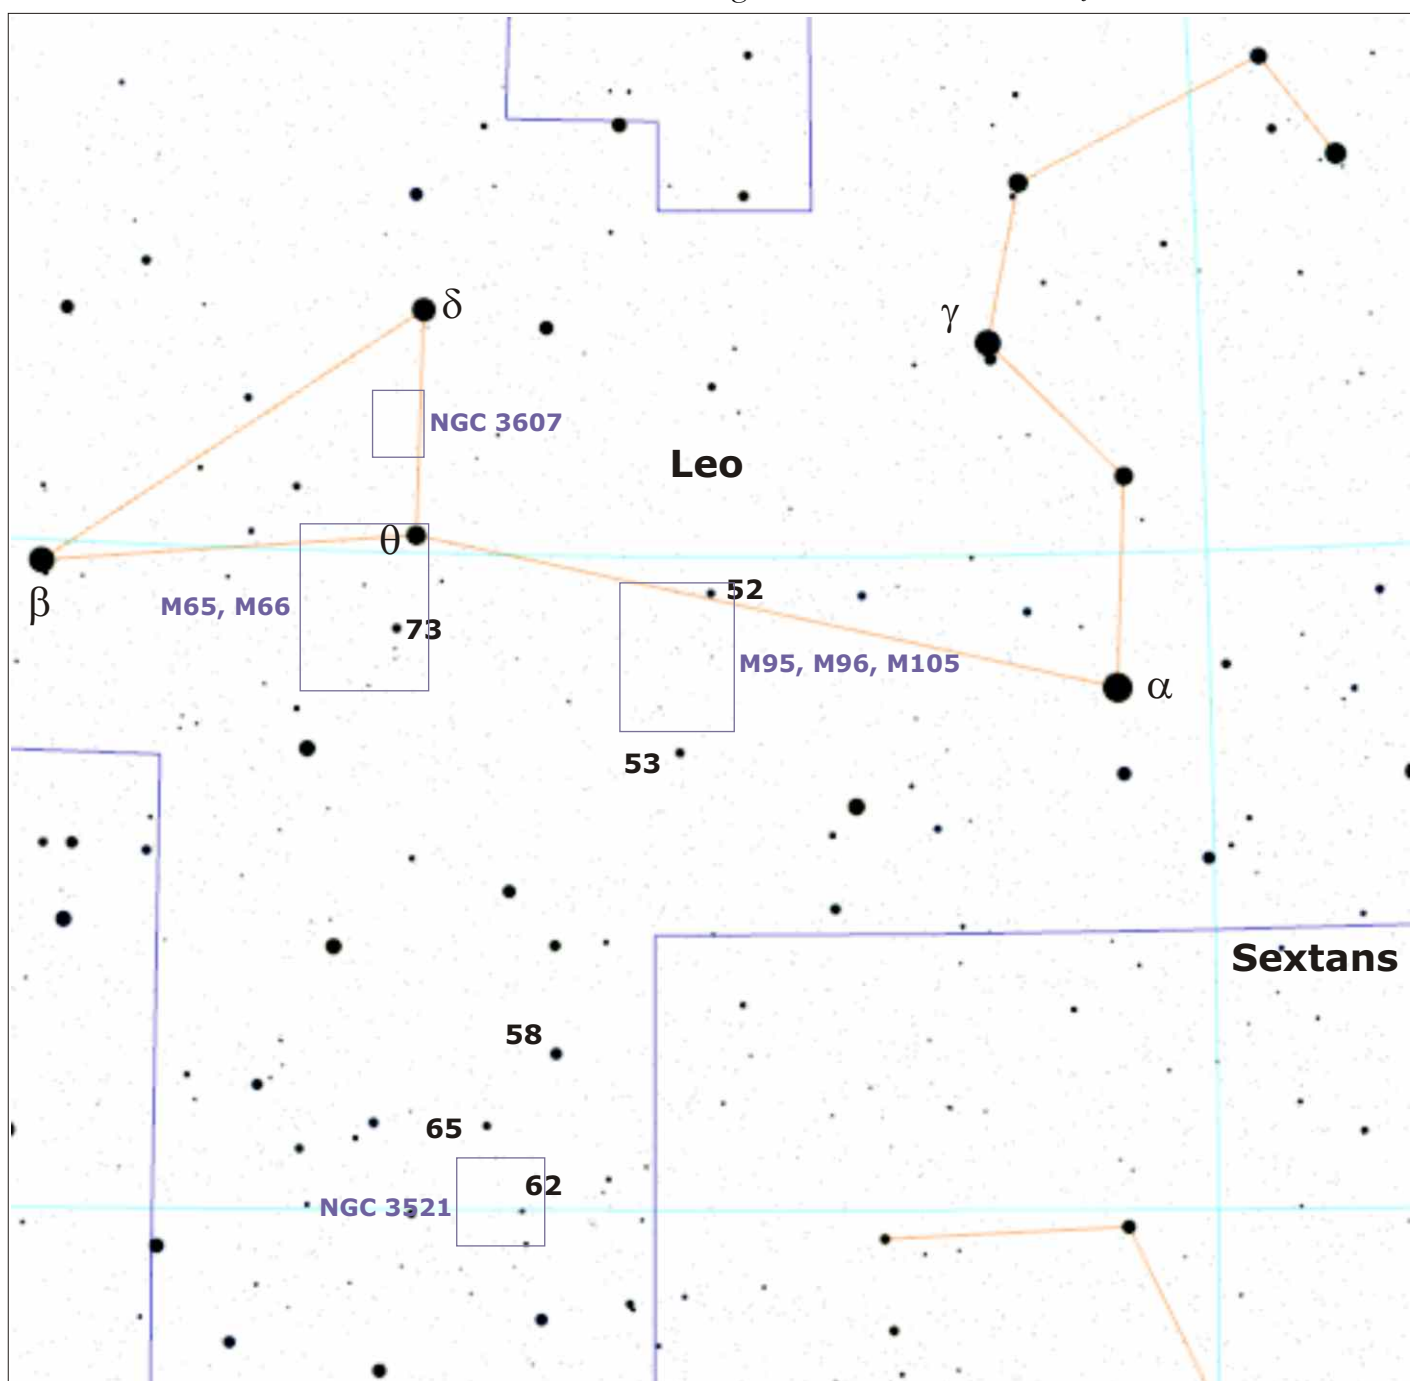 δ
γ
NGC 3607
Leo
θ
β
52
M65, M66
73
M95, M96, M105
α
53
Sextans
58
65
62
NGC 3521